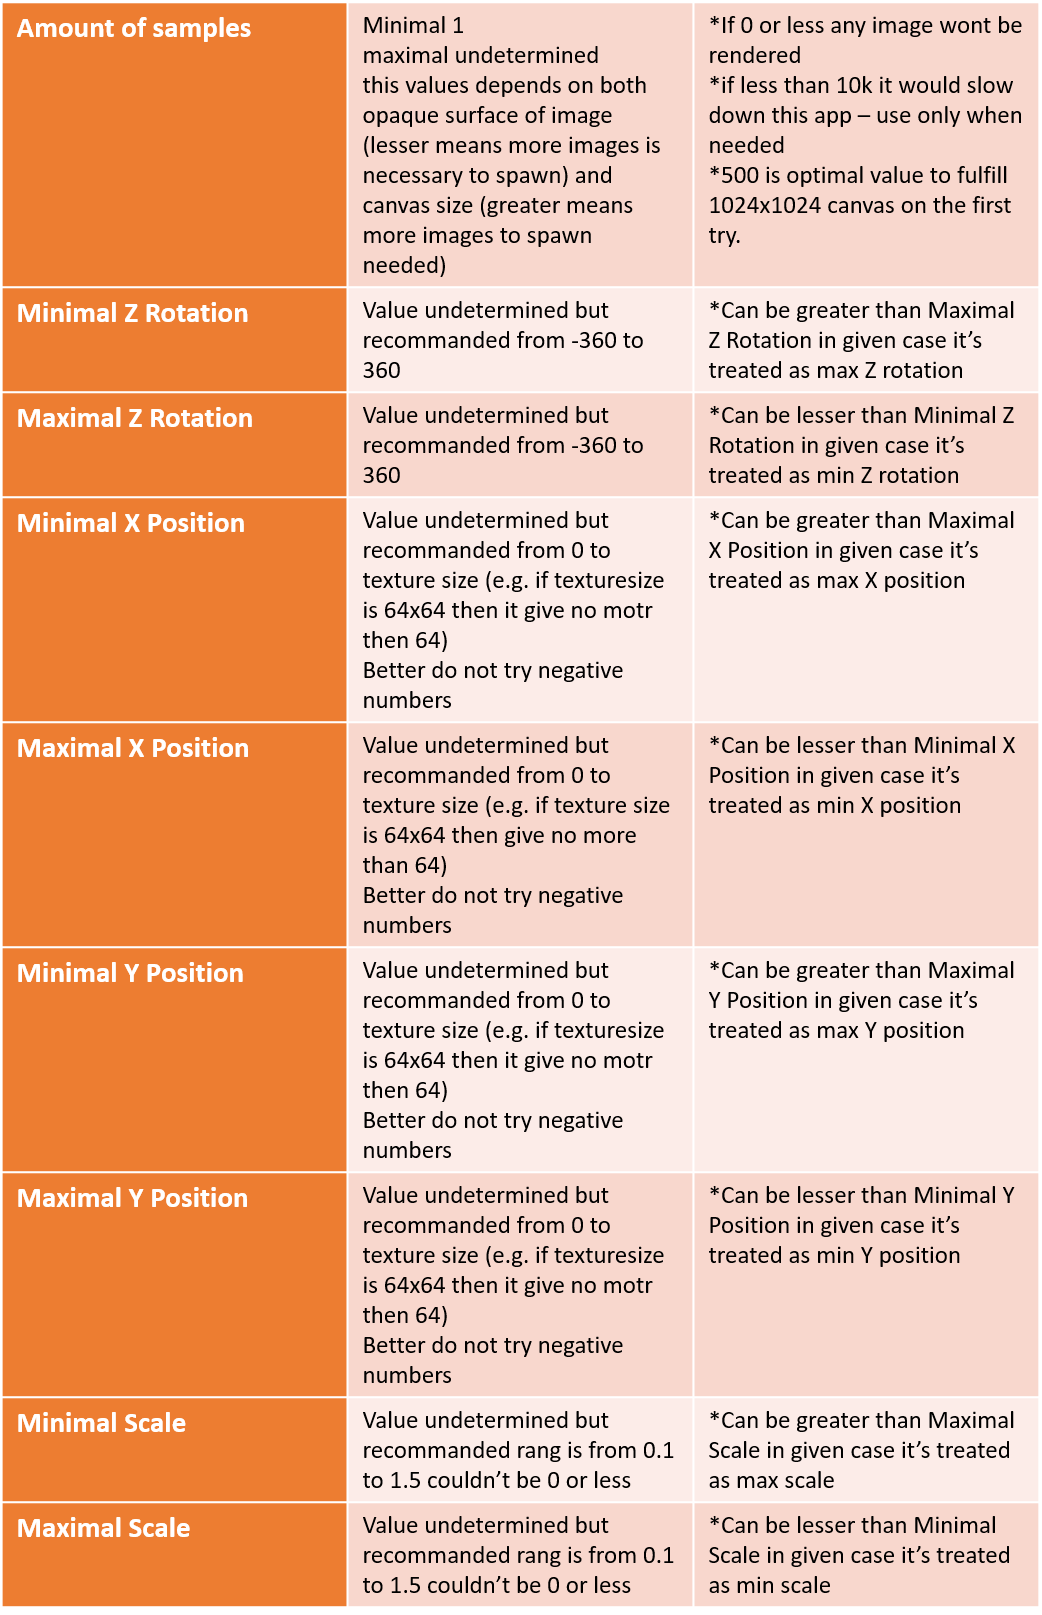 Amount of samples
Minimal 1
maximal undetermined
this values depends on both
opaque surface of image
(lesser means more images is
necessary to spawn) and
canvas size (greater means
more images to spawn
needed)
*If 0 or less any image wont be
rendered
*if less than 10k it would slow
down this app – use only when
needed
*500 is optimal value to fulfill
1024x1024 canvas on the first
try.
Minimal Z Rotation
Value undetermined but
recommanded from -360 to
360
*Can be greater than Maximal
Z Rotation in given case it’s
treated as max Z rotation
Maximal Z Rotation
Value undetermined but
recommanded from -360 to
360
*Can be lesser than Minimal Z
Rotation in given case it’s
treated as min Z rotation
Minimal X Position
Value undetermined but
recommanded from 0 to
texture size (e.g. if texturesize
is 64x64 then it give no motr
then 64)
Better do not try negative
numbers
*Can be greater than Maximal
X Position in given case it’s
treated as max X position
Maximal X Position
Value undetermined but
recommanded from 0 to
texture size (e.g. if texture size
is 64x64 then give no more
than 64)
Better do not try negative
numbers
*Can be lesser than Minimal X
Position in given case it’s
treated as min X position
Minimal Y Position
Value undetermined but
recommanded from 0 to
texture size (e.g. if texturesize
is 64x64 then it give no motr
then 64)
Better do not try negative
numbers
*Can be greater than Maximal
Y Position in given case it’s
treated as max Y position
Maximal Y Position
Value undetermined but
recommanded from 0 to
texture size (e.g. if texturesize
is 64x64 then it give no motr
then 64)
Better do not try negative
numbers
*Can be lesser than Minimal Y
Position in given case it’s
treated as min Y position
Minimal Scale
Value undetermined but
recommanded rang is from 0.1
to 1.5 couldn’t be 0 or less
*Can be greater than Maximal
Scale in given case it’s treated
as max scale
Maximal Scale
Value undetermined but
recommanded rang is from 0.1
to 1.5 couldn’t be 0 or less
*Can be lesser than Minimal
Scale in given case it’s treated
as min scale